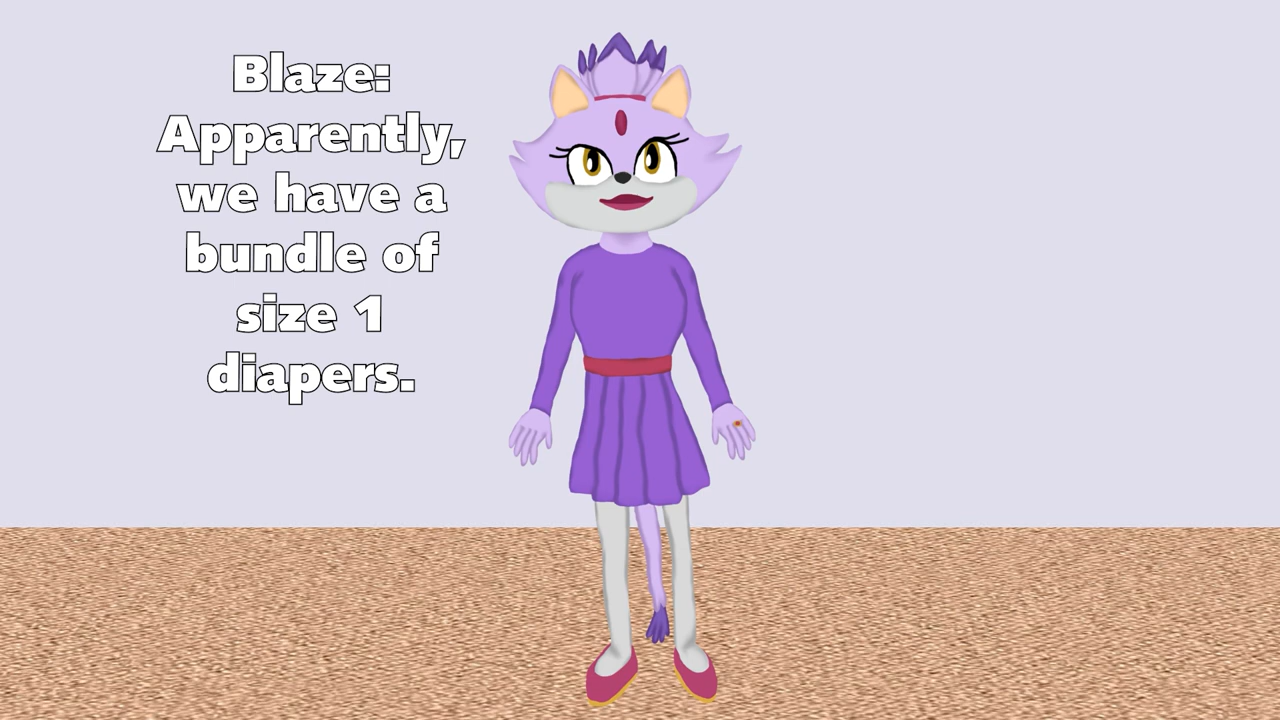 Blaze:
Apparently,
we have a
bundle of
size 1
diapers.